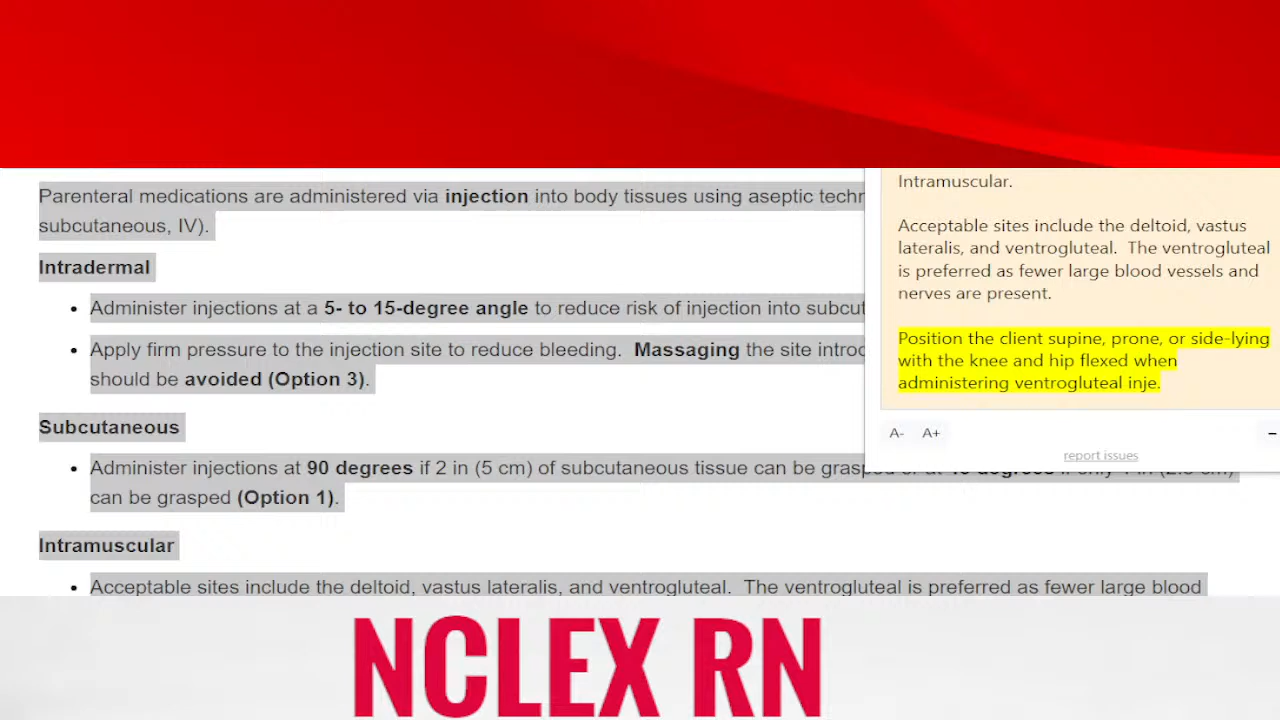 Parenteral medications are administered via injection into body tissues using aseptic techn
subcutaneous, IV).
Intradermal
• Administer injections at a 5- to 15-degree angle to reduce risk of injection into subcut
• Apply firm pressure to the injection site to reduce bleeding.  Massaging the site introd
should be avoided (Option 3).
Subcutaneous
• Administer injections at 90 degrees if 2 in (5 cm) of subcutaneous tissue can be grasped
can be grasped (Option 1).
Intramuscular
• Acceptable sites include the deltoid, vastus lateralis, and ventrogluteal.  The ventrogluteal is preferred as fewer large blood
Intramuscular.
Acceptable sites include the deltoid, vastus
lateralis, and ventrogluteal.  The ventrogluteal
is preferred as fewer large blood vessels and
nerves are present.
Position the client supine, prone, or side-lying
with the knee and hip flexed when
administering ventrogluteal inje.
A- A+ –
report issues
NCLEX RN